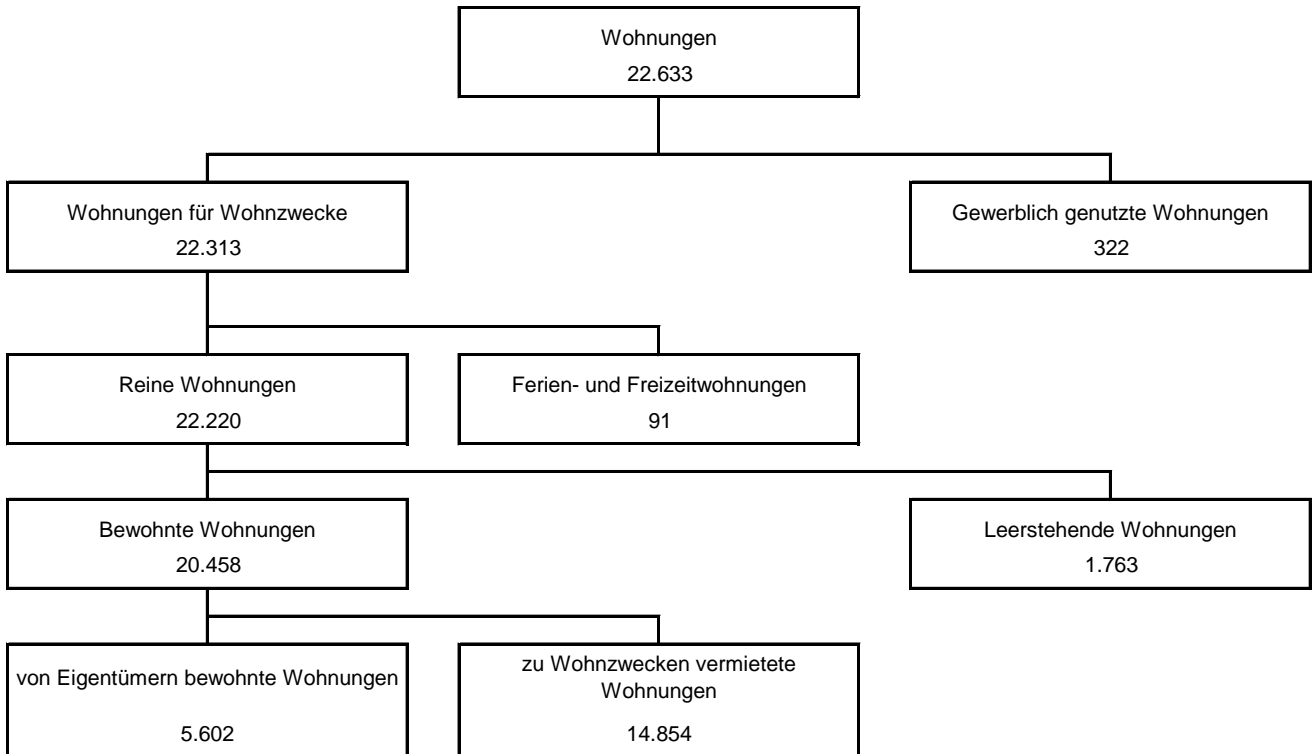 Wohnungen
22.633
Wohnungen für Wohnzwecke
22.313
Gewerblich genutzte Wohnungen
322
Reine Wohnungen
22.220
Ferien- und Freizeitwohnungen
91
Bewohnte Wohnungen
20.458
Leerstehende Wohnungen
1.763
von Eigentümern bewohnte Wohnungen
5.602
zu Wohnzwecken vermietete
Wohnungen
14.854